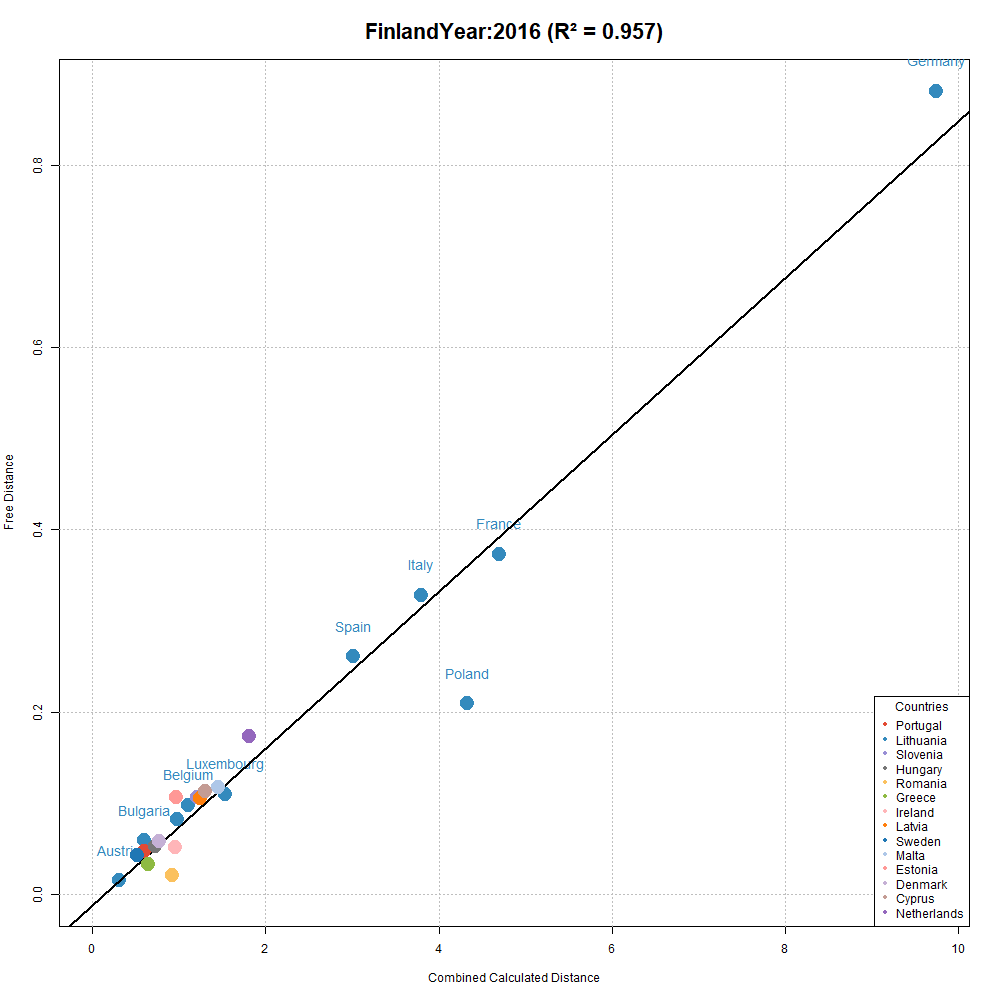 FinlandYear:2016 (R² = 0.957)
Germany
0.8
0.6
Free Distance
0.4
France
Italy
Spain
Poland
0.2
Luxembourg
Belgium
Bulgaria
Austria
0.0
Countries
Portugal
Lithuania
Slovenia
Hungary
Romania
Greece
Ireland
Latvia
Sweden
Malta
Estonia
Denmark
Cyprus
Netherlands
0 2 4 6 8 10
Combined Calculated Distance